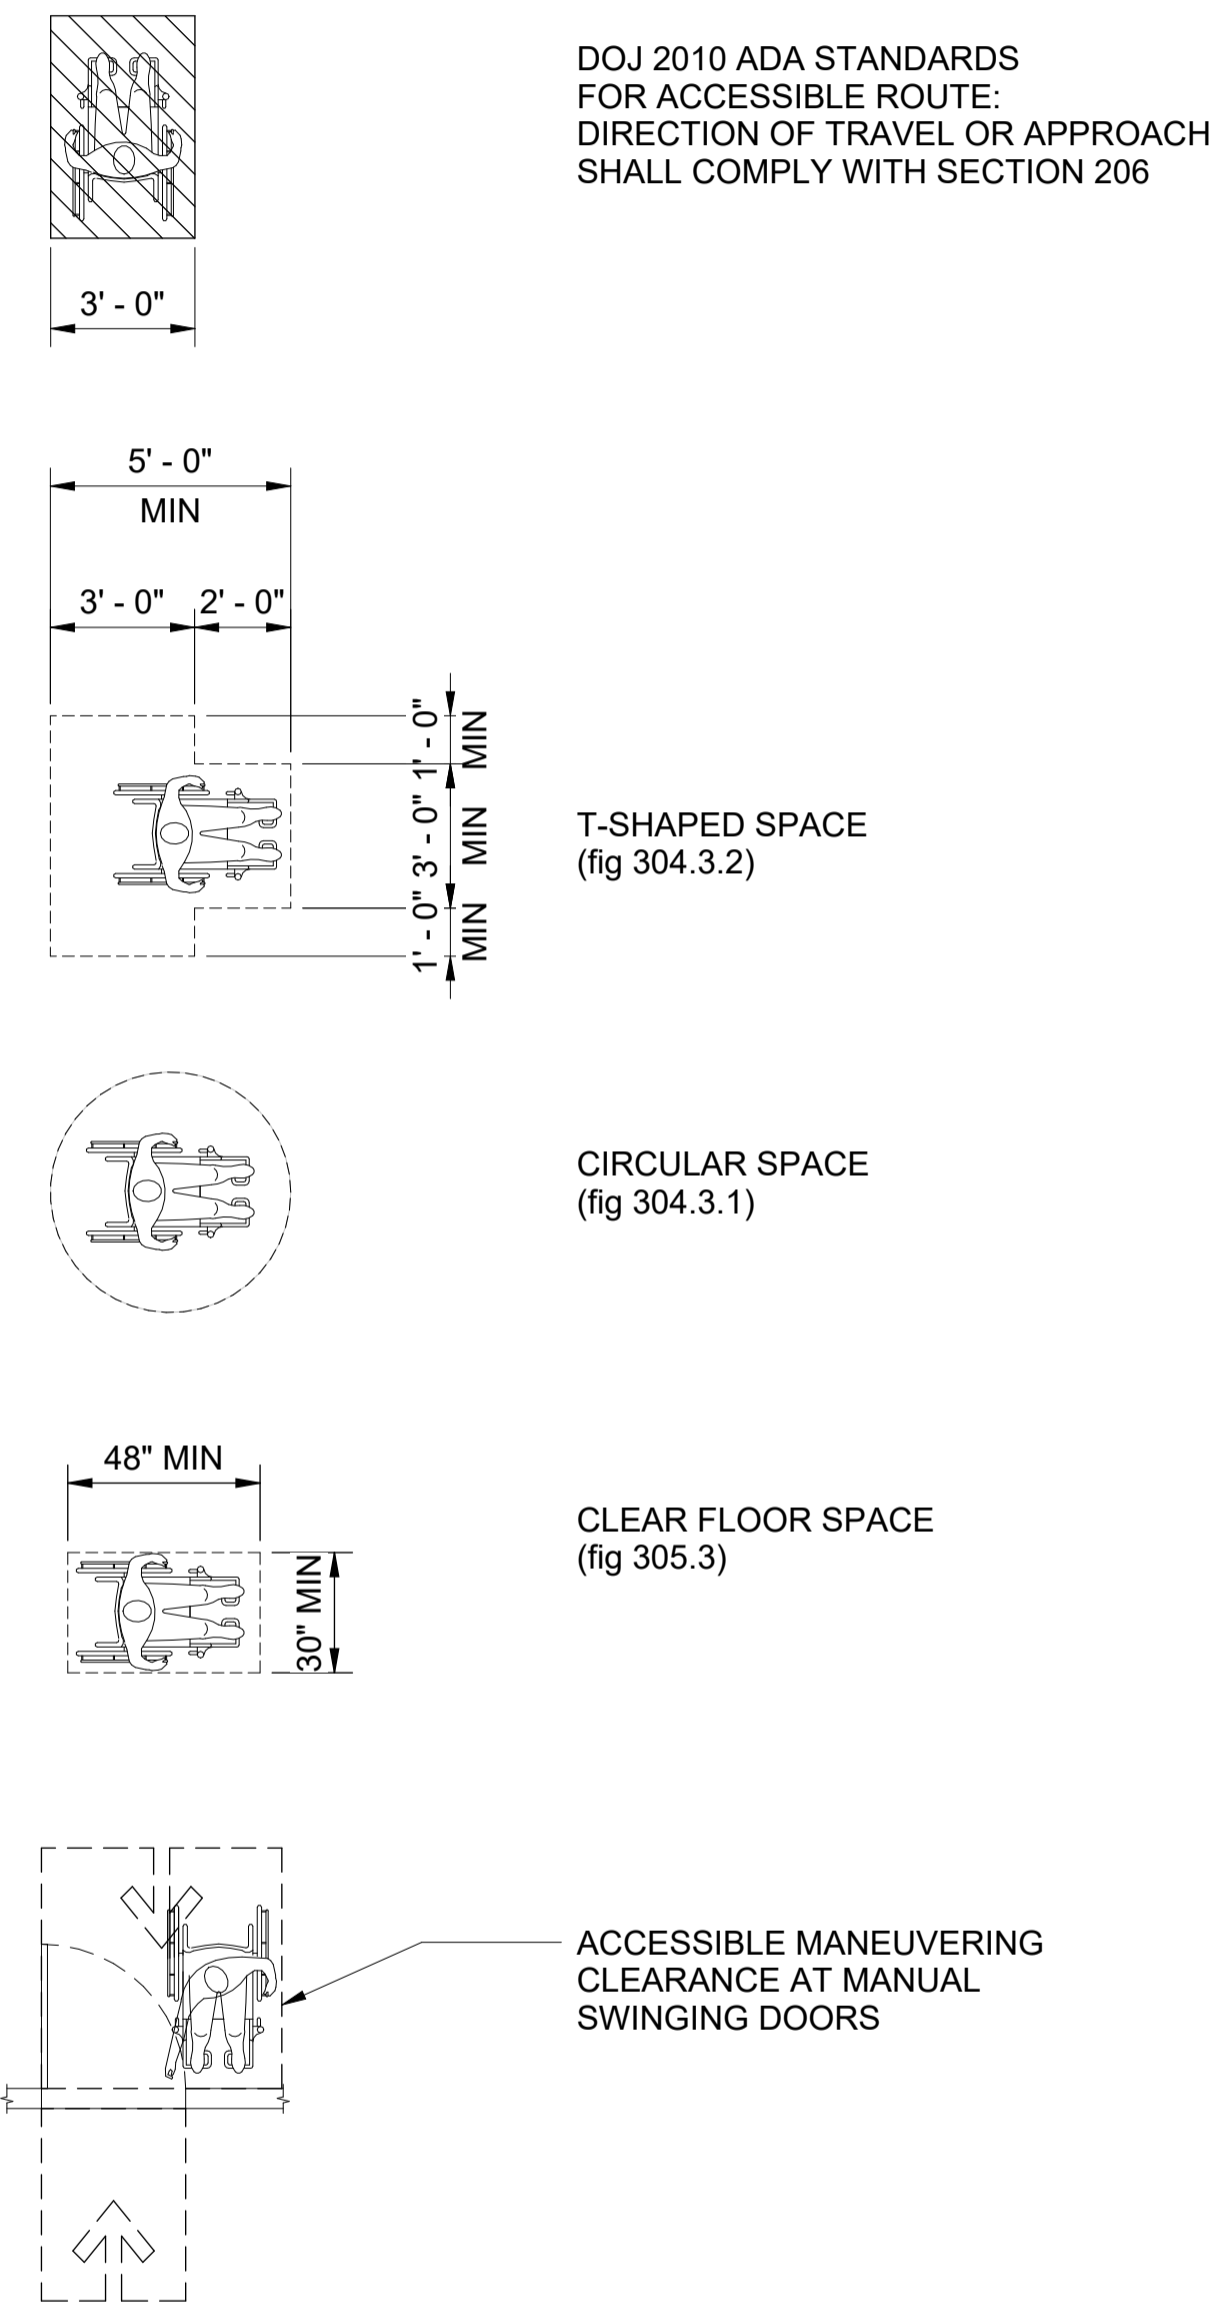 DOJ 2010 ADA STANDARDS
FOR ACCESSIBLE ROUTE:
DIRECTION OF TRAVEL OR APPROACH
SHALL COMPLY WITH SECTION 206
3' - 0"
5' - 0"
MIN
3' - 0"
2' - 0"
1' - 0"
MIN
3' - 0"
MIN
1' - 0"
MIN
T-SHAPED SPACE
(fig 304.3.2)
CIRCULAR SPACE
(fig 304.3.1)
48" MIN
30" MIN
CLEAR FLOOR SPACE
(fig 305.3)
ACCESSIBLE MANEUVERING
CLEARANCE AT MANUAL
SWINGING DOORS